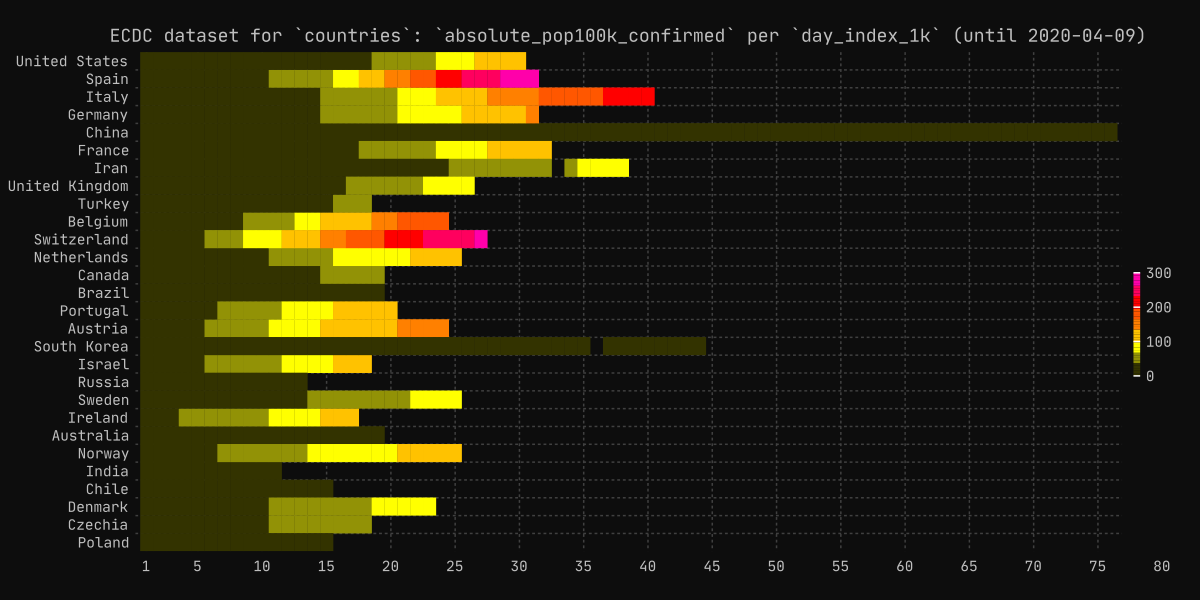 ECDC dataset for `countries`: `absolute_pop100k_confirmed` per `day_index_1k` (until 2020-04-09)
United States
Spain
Italy
Germany
China
France
Iran
United Kingdom
Turkey
Belgium
Switzerland
Netherlands
Canada
Brazil
Portugal
Austria
South Korea
Israel
Russia
Sweden
Ireland
Australia
Norway
India
Chile
Denmark
Czechia
Poland
1 5 10 15 20 25 30 35 40 45 50 55 60 65 70 75 80
300
200
100
0